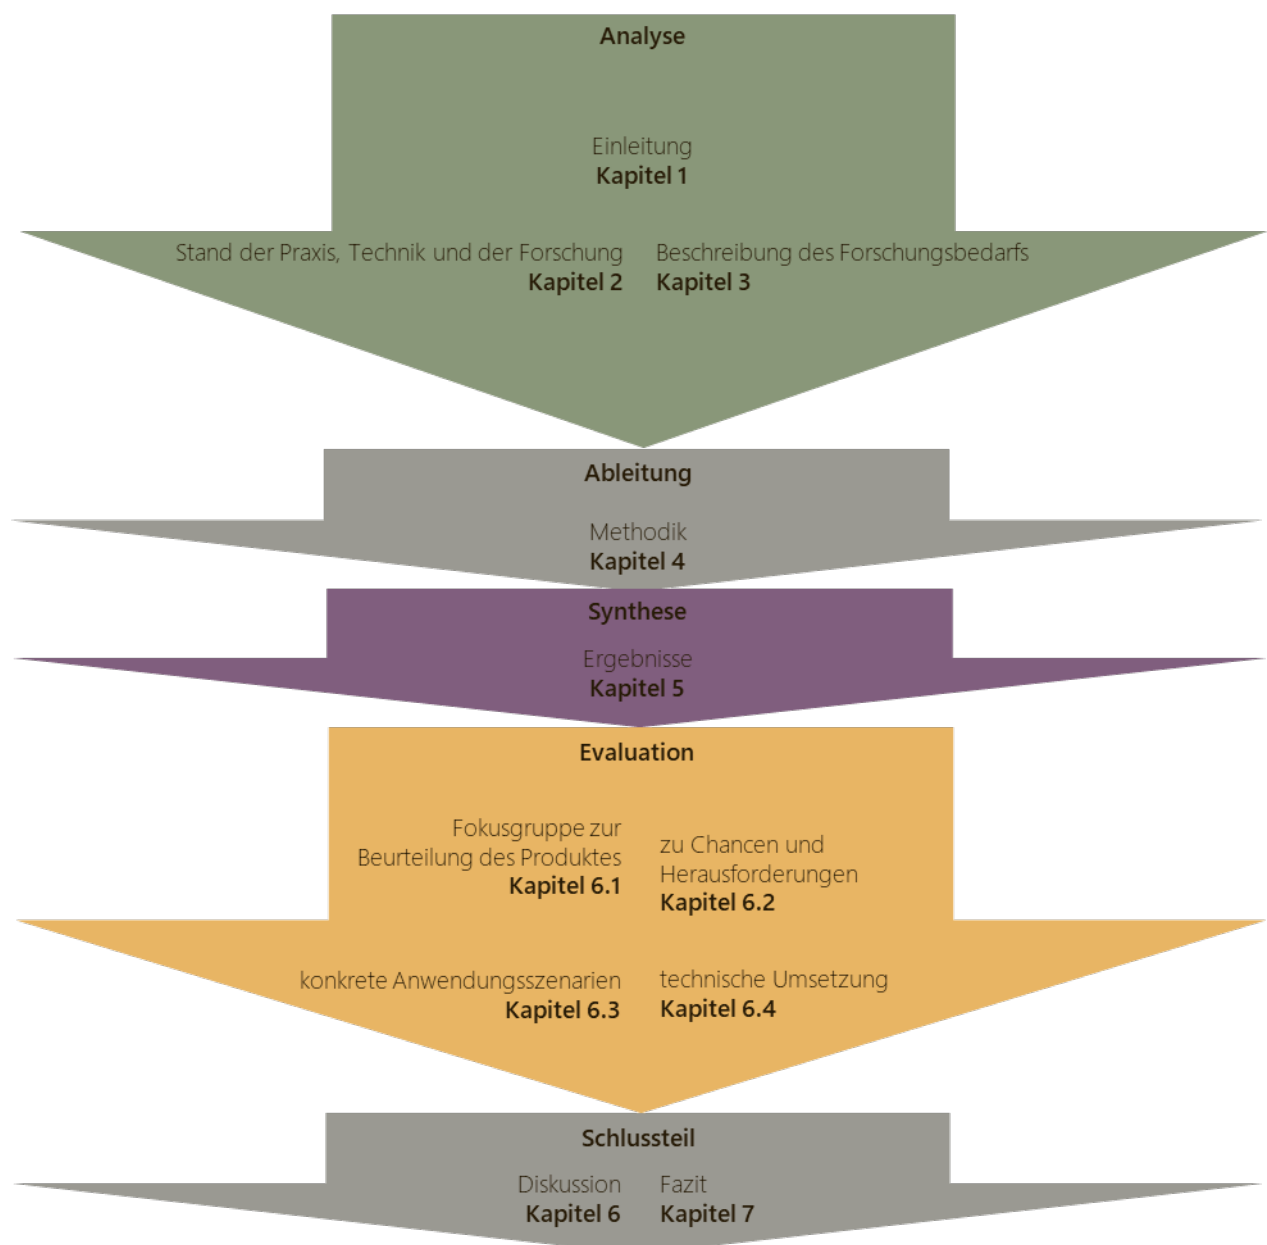 Analyse
Einleitung
Kapitel 1
Stand der Praxis, Technik und der Forschung
Kapitel 2
Beschreibung des Forschungsbedarfs
Kapitel 3
Ableitung
Methodik
Kapitel 4
Synthese
Ergebnisse
Kapitel 5
Evaluation
Fokusgruppe zur
Beurteilung des Produktes
Kapitel 6.1
zu Chancen und
Herausforderungen
Kapitel 6.2
konkrete Anwendungsszenarien
Kapitel 6.3
technische Umsetzung
Kapitel 6.4
Schlussteil
Diskussion
Kapitel 6
Fazit
Kapitel 7